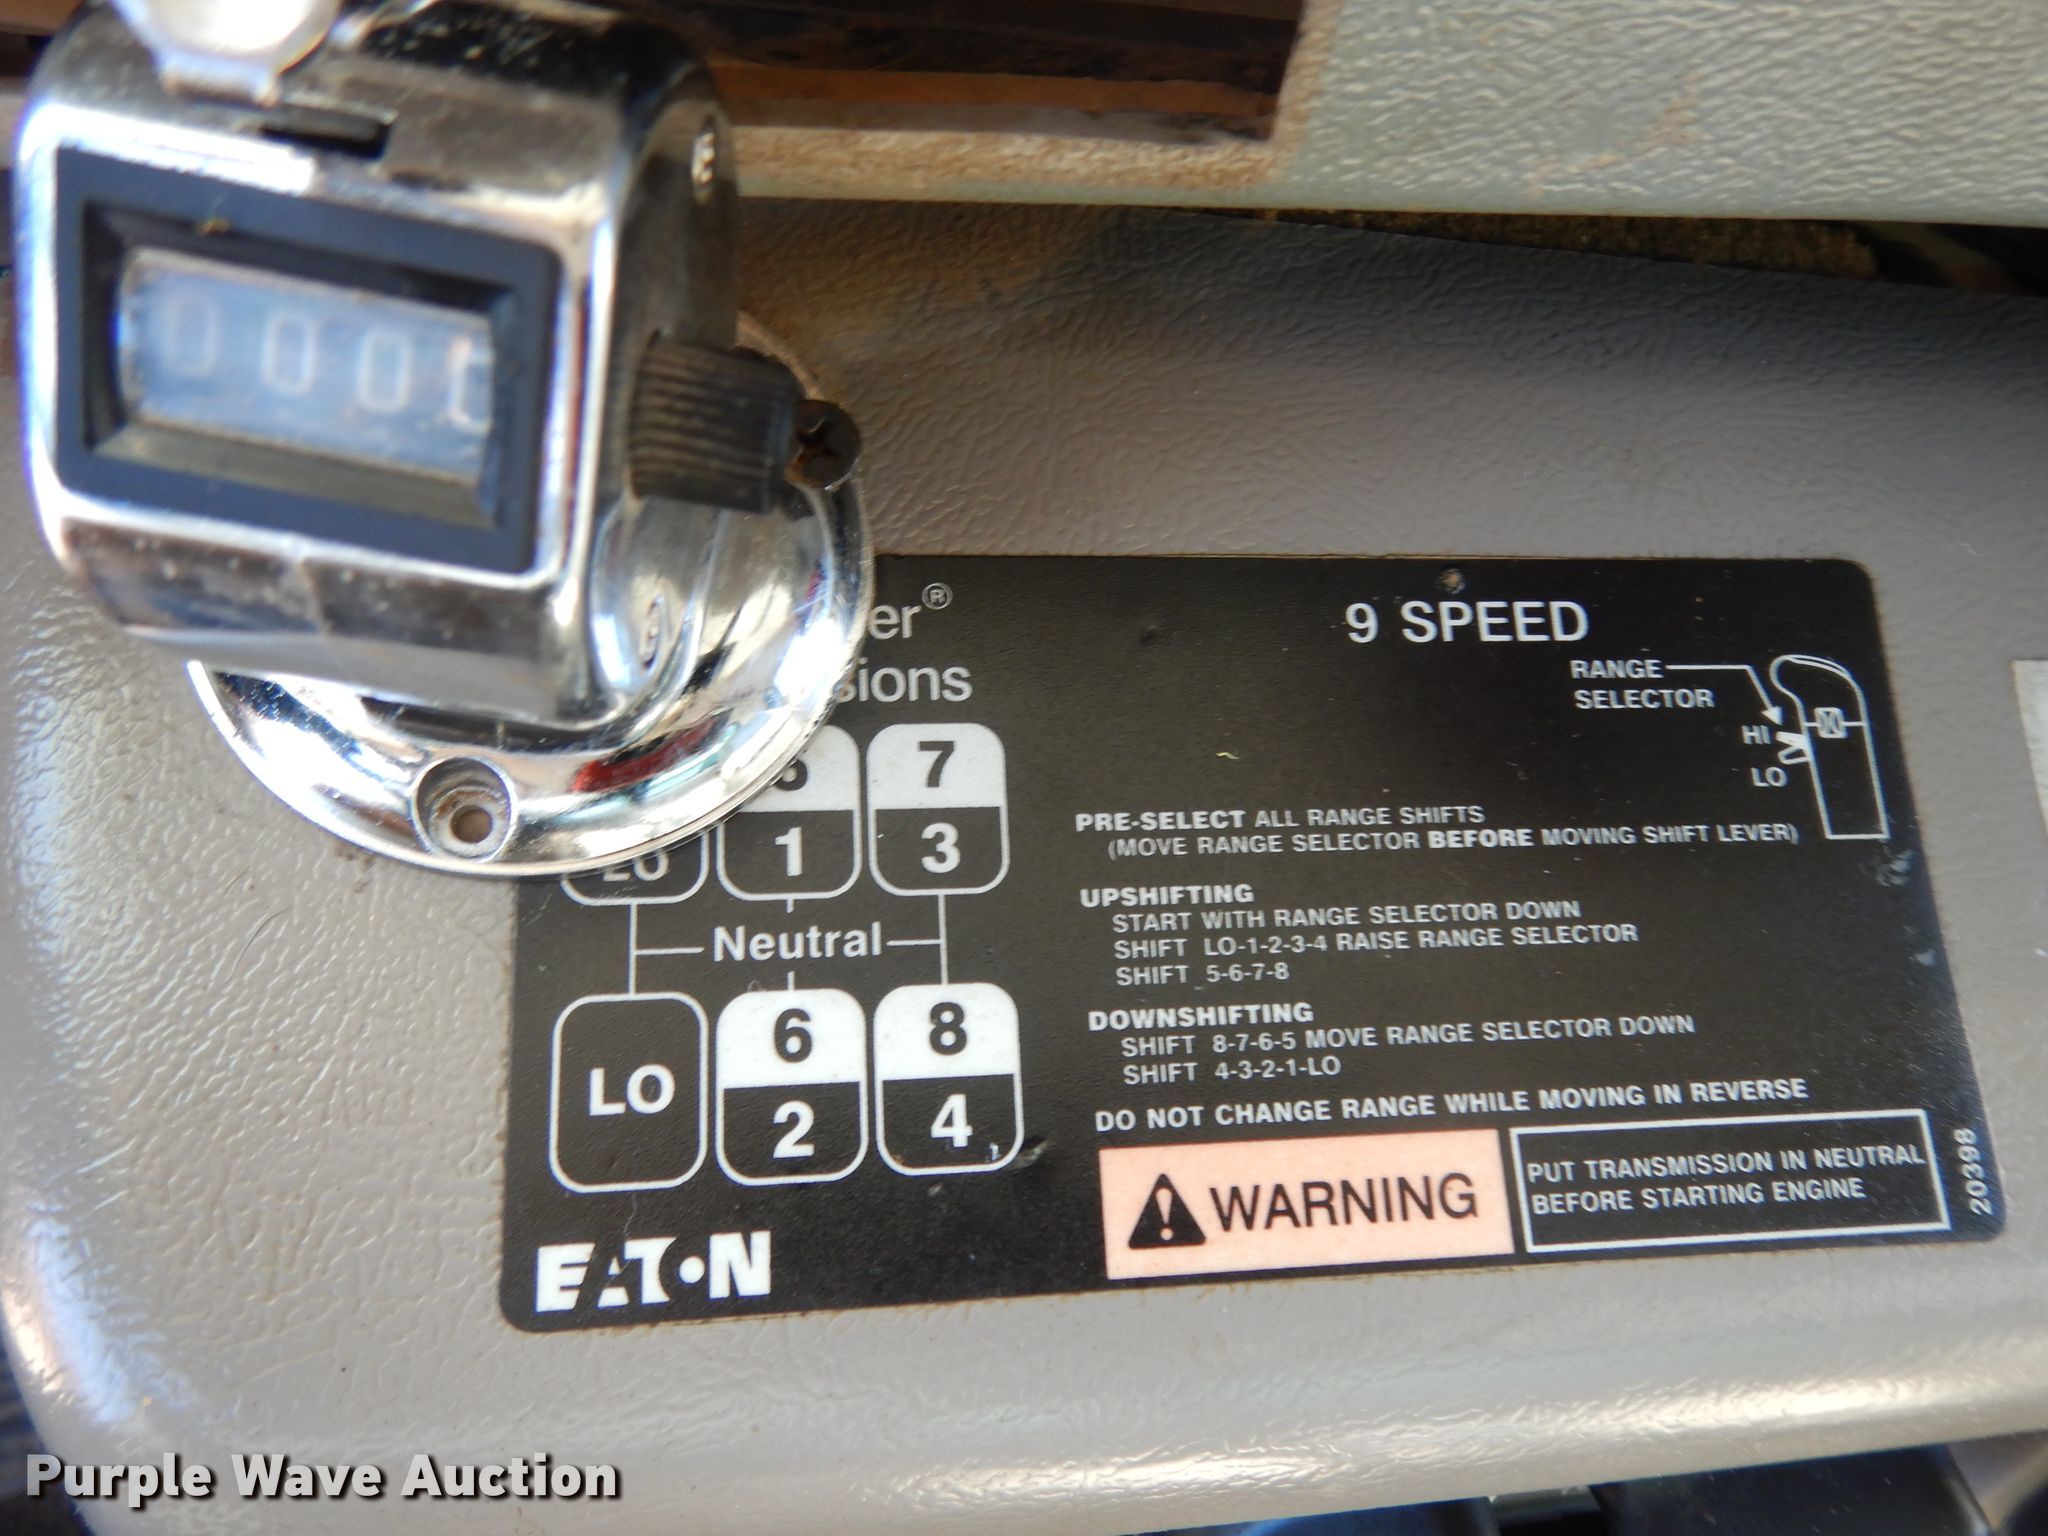 000
er®
sions
9 SPEED
RANGE
SELECTOR
HI
LO
7
1
3
LO
Neutral
6
8
LO
2
4
PRE-SELECT ALL RANGE SHIFTS
(MOVE RANGE SELECTOR BEFORE MOVING SHIFT LEVER)
UPSHIFTING
START WITH RANGE SELECTOR DOWN
SHIFT LO-1-2-3-4 RAISE RANGE SELECTOR
SHIFT 5-6-7-8
DOWNSHIFTING
SHIFT 8-7-6-5 MOVE RANGE SELECTOR DOWN
SHIFT 4-3-2-1-LO
DO NOT CHANGE RANGE WHILE MOVING IN REVERSE
WARNING
PUT TRANSMISSION IN NEUTRAL
BEFORE STARTING ENGINE
20398
EATON
Purple Wave Auction